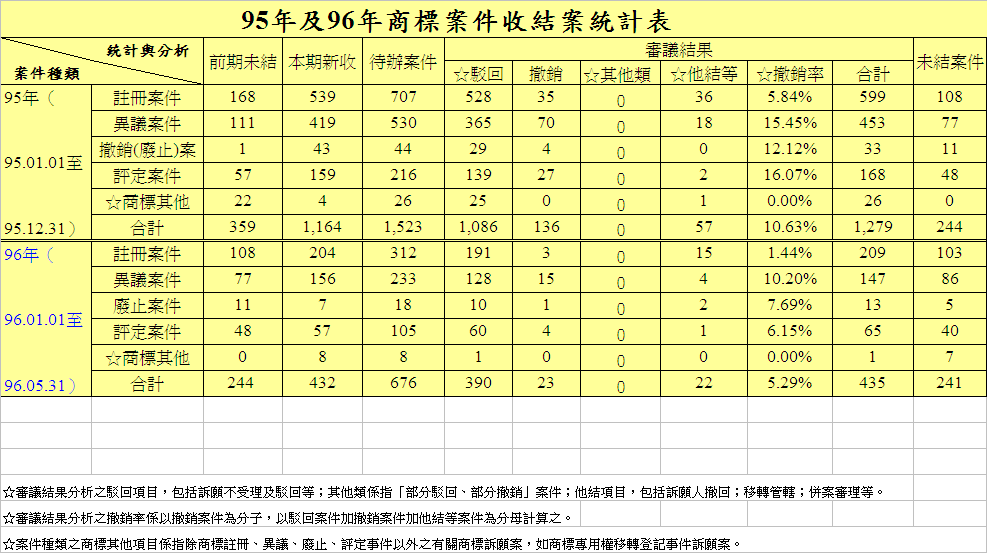 95年及96年商標案件收結案統計表
統計與分析 案件種類 前期未結 本期新收 待辦案件 審議結果 未結案件
☆駁回 撤銷 ☆其他類 ☆他結等 ☆撤銷率 合計
95年（ 註冊案件 168 539 707 528 35 0 36 5.84% 599 108
異議案件 111 419 530 365 70 0 18 15.45% 453 77
95.01.01至 撤銷(廢止)案 1 43 44 29 4 0 0 12.12% 33 11
評定案件 57 159 216 139 27 0 2 16.07% 168 48
☆商標其他 22 4 26 25 0 0 1 0.00% 26 0
95.12.31） 合計 359 1,164 1,523 1,086 136 0 57 10.63% 1,279 244
96年（ 註冊案件 108 204 312 191 3 0 15 1.44% 209 103
異議案件 77 156 233 128 15 0 4 10.20% 147 86
96.01.01至 廢止案件 11 7 18 10 1 0 2 7.69% 13 5
評定案件 48 57 105 60 4 0 1 6.15% 65 40
☆商標其他 0 8 8 1 0 0 0 0.00% 1 7
96.05.31） 合計 244 432 676 390 23 0 22 5.29% 435 241
☆審議結果分析之駁回項目，包括訴願不受理及駁回等；其他類係指「部分駁回、部分撤銷」案件；他結項目，包括訴願人撤回；移轉管轄；併案審理等。
☆審議結果分析之撤銷率係以撤銷案件為分子，以駁回案件加撤銷案件加他結等案件為分母計算之。
☆案件種類之商標其他項目係指除商標註冊、異議、廢止、評定事件以外之有關商標訴願案，如商標專用權移轉登記事件訴願案。